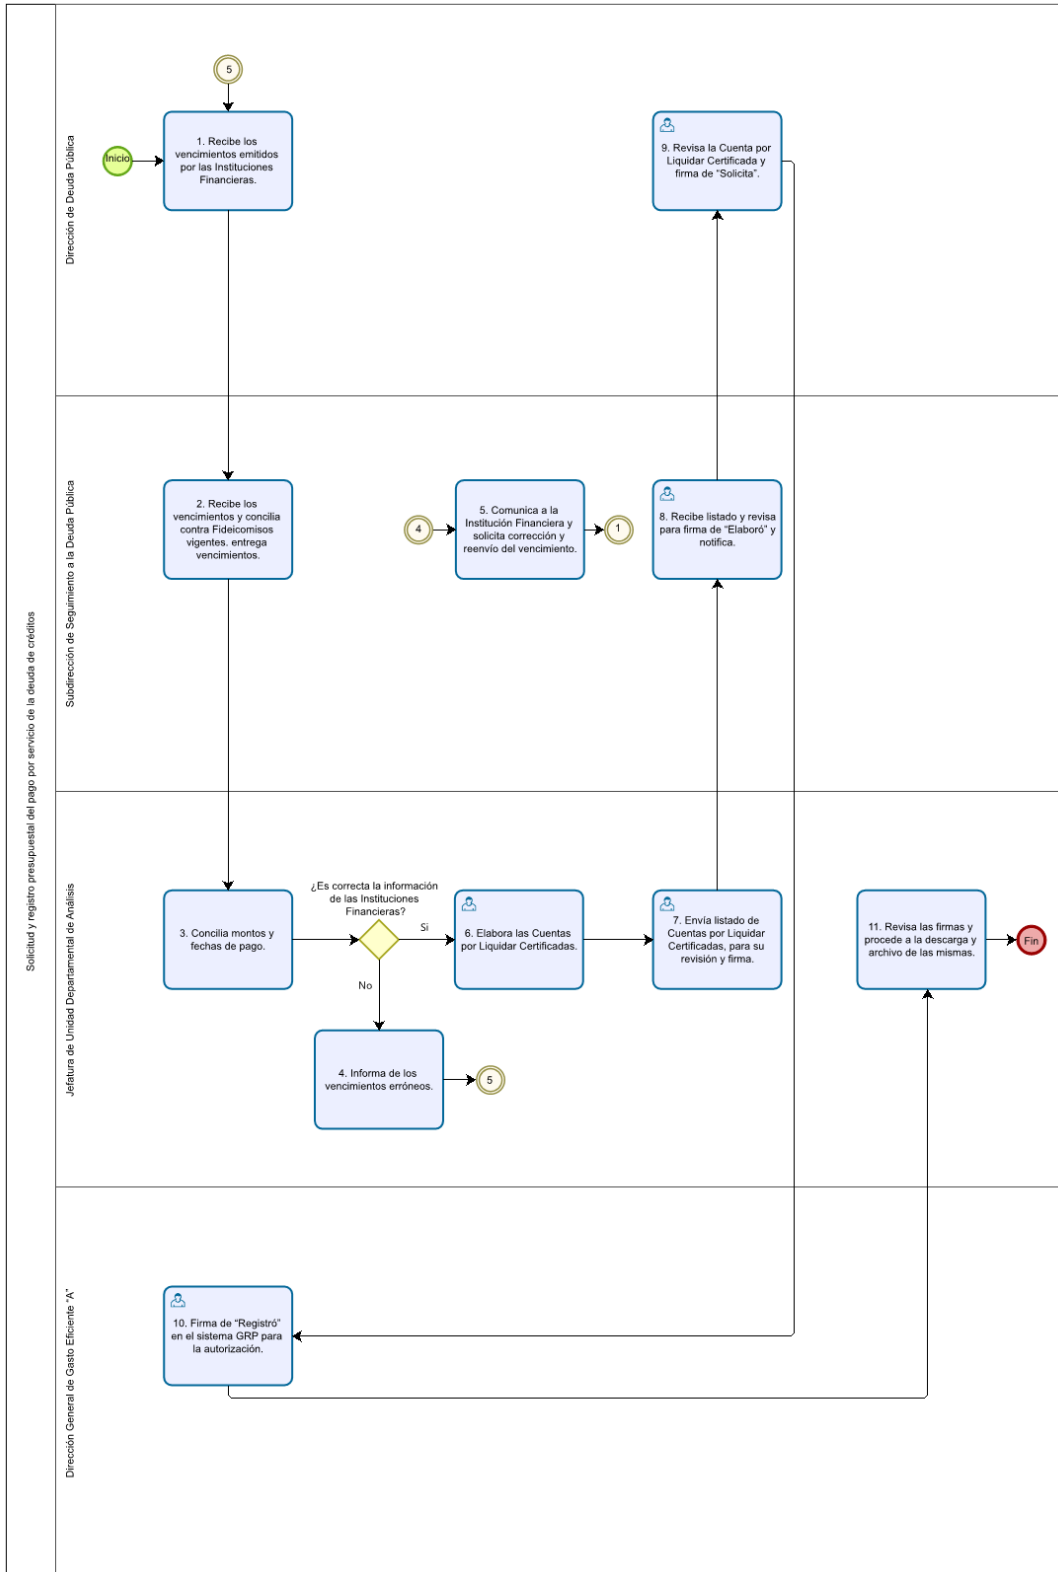 Solicitud y registro presupuestal del pago por servicio de la deuda de créditos
Dirección de Deuda Pública
5
Inicio
1. Recibe los
vencimientos emitidos
por las Instituciones
Financieras.
9. Revisa la Cuenta por
Liquidar Certificada y
firma de “Solicita”.
Subdirección de Seguimiento a la Deuda Pública
2. Recibe los
vencimientos y concilia
contra Fideicomisos
vigentes. entrega
vencimientos.
4
5. Comunica a la
Institución Financiera y
solicita corrección y
reenvío del vencimiento.
1
8. Recibe listado y revisa
para firma de “Elaboró” y
notifica.
Jefatura de Unidad Departamental de Análisis
3. Concilia montos y
fechas de pago.
¿Es correcta la información
de las Instituciones
Financieras?
Si
No
6. Elabora las Cuentas
por Liquidar Certificadas.
7. Envía listado de
Cuentas por Liquidar
Certificadas, para su
revisión y firma.
11. Revisa las firmas y
procede a la descarga y
archivo de las mismas.
Fin
4. Informa de los
vencimientos erróneos.
5
Dirección General de Gasto Eficiente “A”
10. Firma de “Registró”
en el sistema GRP para
la autorización.